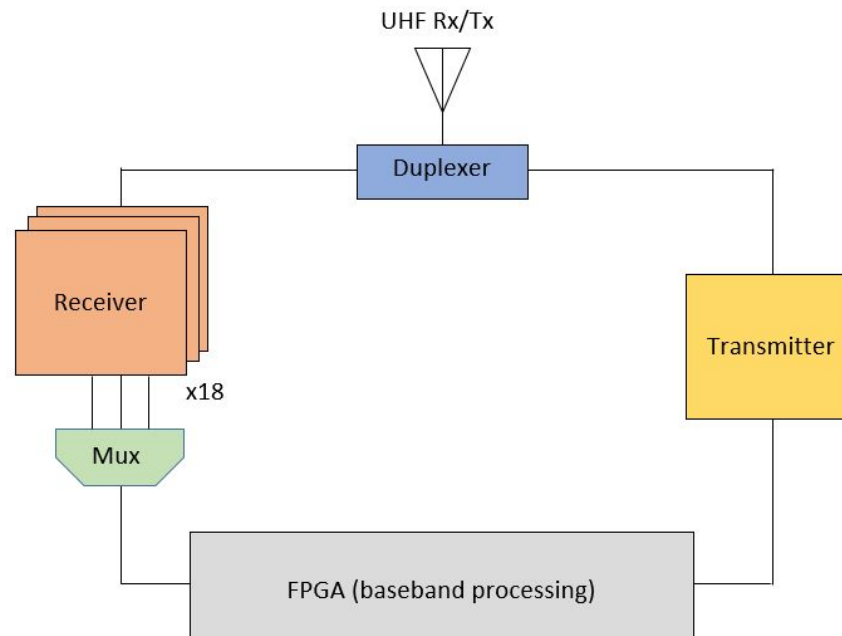 UHF Rx/Tx
Duplexer
Receiver
Transmitter
x18
Mux
FPGA (baseband processing)